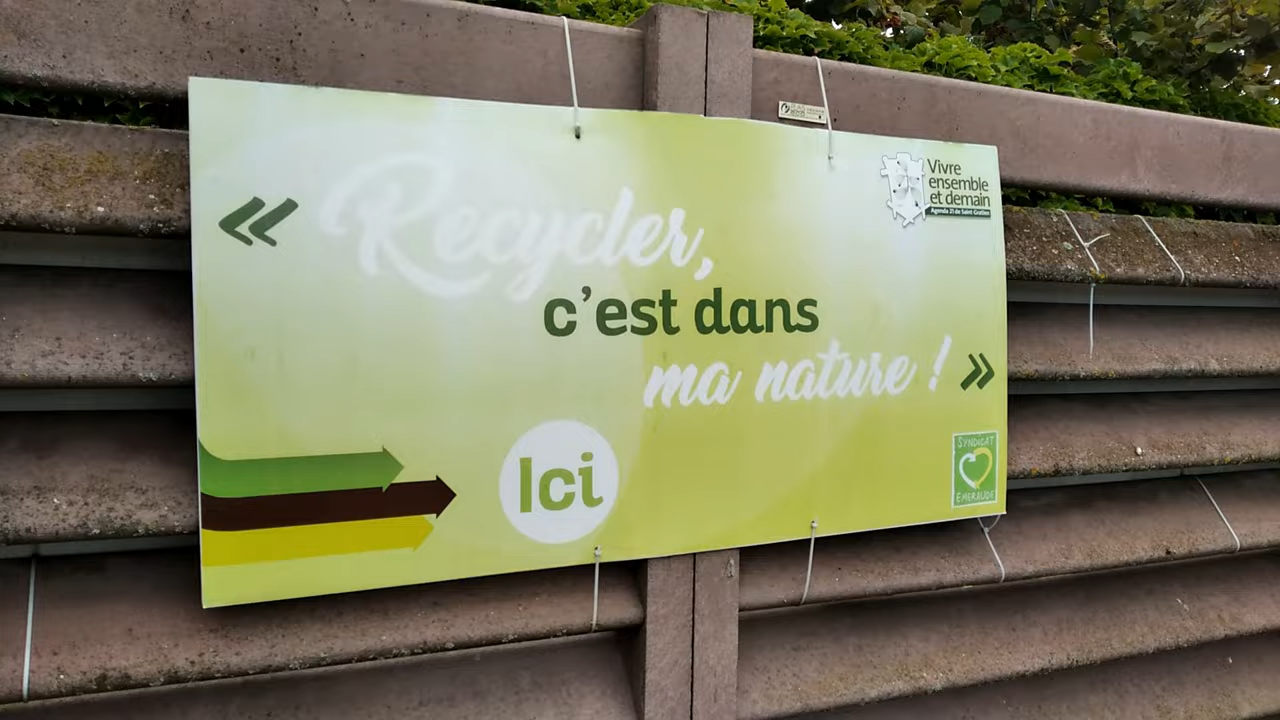 « Recycler,
c'est dans
ma nature ! »
Ici
Vivre
ensemble
et demain
Agenda 21 de Saint Gratien
SYNDICAT
EMERAUDE